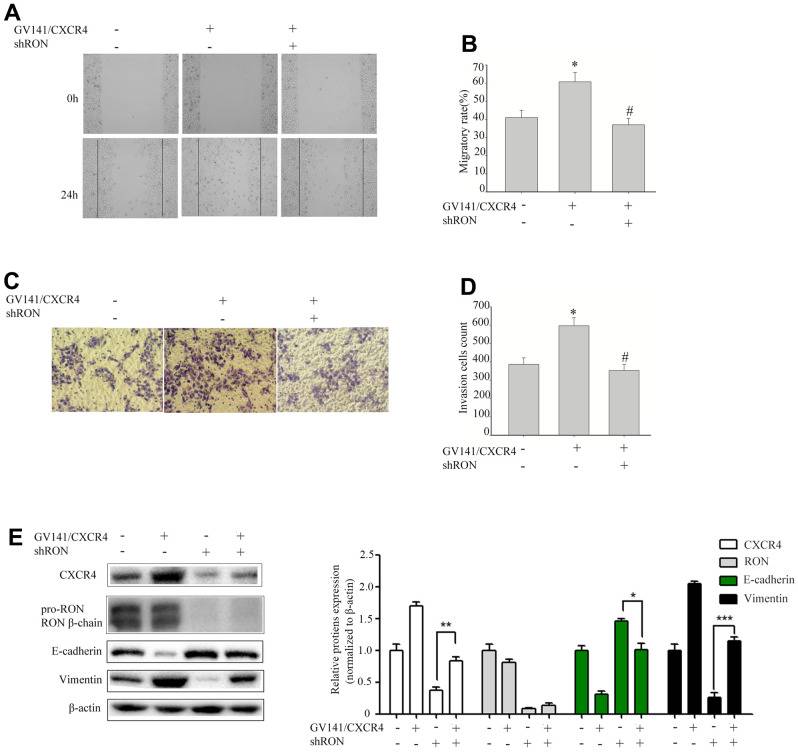 A
GV141/CXCR4 - + +
shRON - - +
0h
24h
B
Migratory rate(%)
70
60
50
40
30
20
10
0
*
#
GV141/CXCR4 - + +
shRON - - +
C
GV141/CXCR4 - + +
shRON - - +
D
Invasion cells count
700
600
500
400
300
200
100
0
*
#
GV141/CXCR4 - + +
shRON - - +
E
GV141/CXCR4 - + - +
shRON - - + +
CXCR4
pro-RON
RON β-chain
E-cadherin
Vimentin
β-actin
Relative protiens expression
(normalized to β-actin)
2.5
2.0
1.5
1.0
0.5
0.0
CXCR4
RON
E-cadherin
Vimentin
**
*
***
GV141/CXCR4 - + - + - + - + - + - + - + - +
shRON - - + + - - + + - - + + - - + +